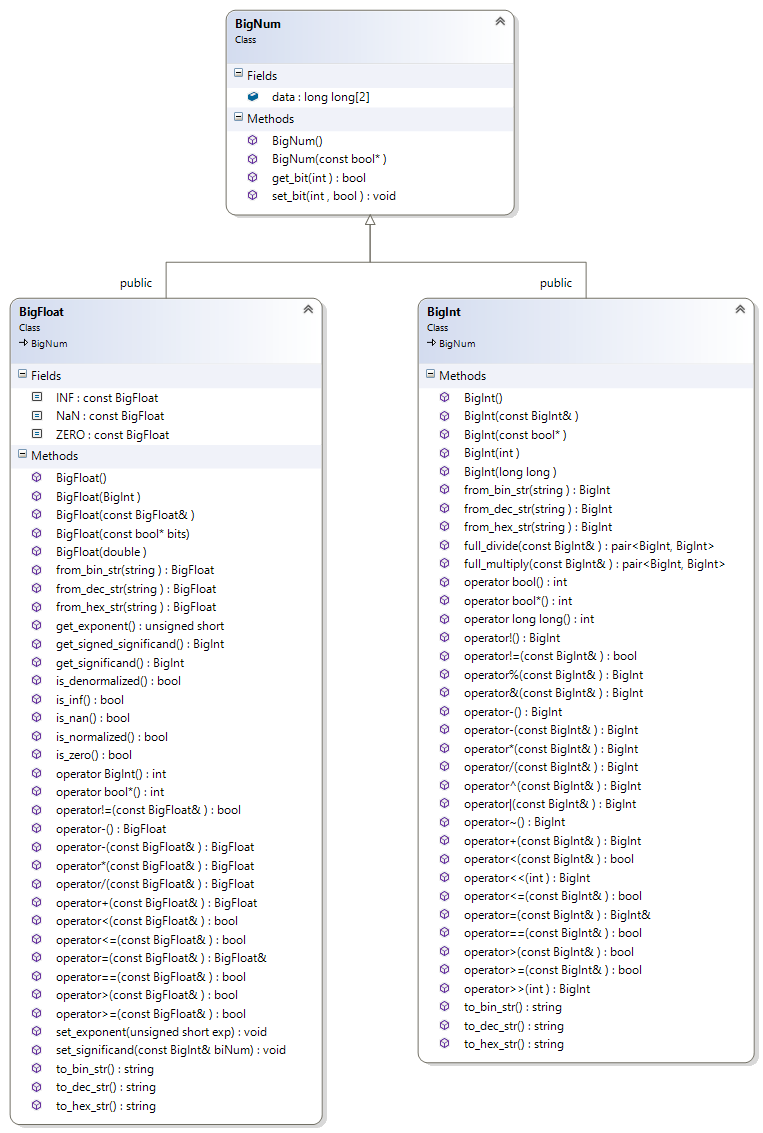 BigNum
Class
Fields
data : long long[2]
Methods
BigNum()
BigNum(const bool* )
get_bit(int ) : bool
set_bit(int , bool ) : void
public
public
BigFloat
Class
BigNum
Fields
INF : const BigFloat
NaN : const BigFloat
ZERO : const BigFloat
Methods
BigFloat()
BigFloat(BigInt )
BigFloat(const BigFloat& )
BigFloat(const bool* bits)
BigFloat(double )
from_bin_str(string ) : BigFloat
from_dec_str(string ) : BigFloat
from_hex_str(string ) : BigFloat
get_exponent() : unsigned short
get_signed_significand() : BigInt
get_significand() : BigInt
is_denormalized() : bool
is_inf() : bool
is_nan() : bool
is_normalized() : bool
is_zero() : bool
operator BigInt() : int
operator bool*() : int
operator!=(const BigFloat& ) : bool
operator-() : BigFloat
operator-(const BigFloat& ) : BigFloat
operator*(const BigFloat& ) : BigFloat
operator/(const BigFloat& ) : BigFloat
operator+(const BigFloat& ) : BigFloat
operator<(const BigFloat& ) : bool
operator<=(const BigFloat& ) : bool
operator=(const BigFloat& ) : BigFloat&
operator==(const BigFloat& ) : bool
operator>(const BigFloat& ) : bool
operator>=(const BigFloat& ) : bool
set_exponent(unsigned short exp) : void
set_significand(const BigInt& biNum) : void
to_bin_str() : string
to_dec_str() : string
to_hex_str() : string
BigInt
Class
BigNum
Methods
BigInt()
BigInt(const BigInt& )
BigInt(const bool* )
BigInt(int )
BigInt(long long )
from_bin_str(string ) : BigInt
from_dec_str(string ) : BigInt
from_hex_str(string ) : BigInt
full_divide(const BigInt& ) : pair<BigInt, BigInt>
full_multiply(const BigInt& ) : pair<BigInt, BigInt>
operator bool() : int
operator bool*() : int
operator long long() : int
operator!() : BigInt
operator!=(const BigInt& ) : bool
operator%(const BigInt& ) : BigInt
operator&(const BigInt& ) : BigInt
operator-() : BigInt
operator-(const BigInt& ) : BigInt
operator*(const BigInt& ) : BigInt
operator/(const BigInt& ) : BigInt
operator^(const BigInt& ) : BigInt
operator|(const BigInt& ) : BigInt
operator~() : BigInt
operator+(const BigInt& ) : BigInt
operator<(const BigInt& ) : bool
operator<<(int ) : BigInt
operator<=(const BigInt& ) : bool
operator=(const BigInt& ) : BigInt&
operator==(const BigInt& ) : bool
operator>(const BigInt& ) : bool
operator>=(const BigInt& ) : bool
operator>>(int ) : BigInt
to_bin_str() : string
to_dec_str() : string
to_hex_str() : string